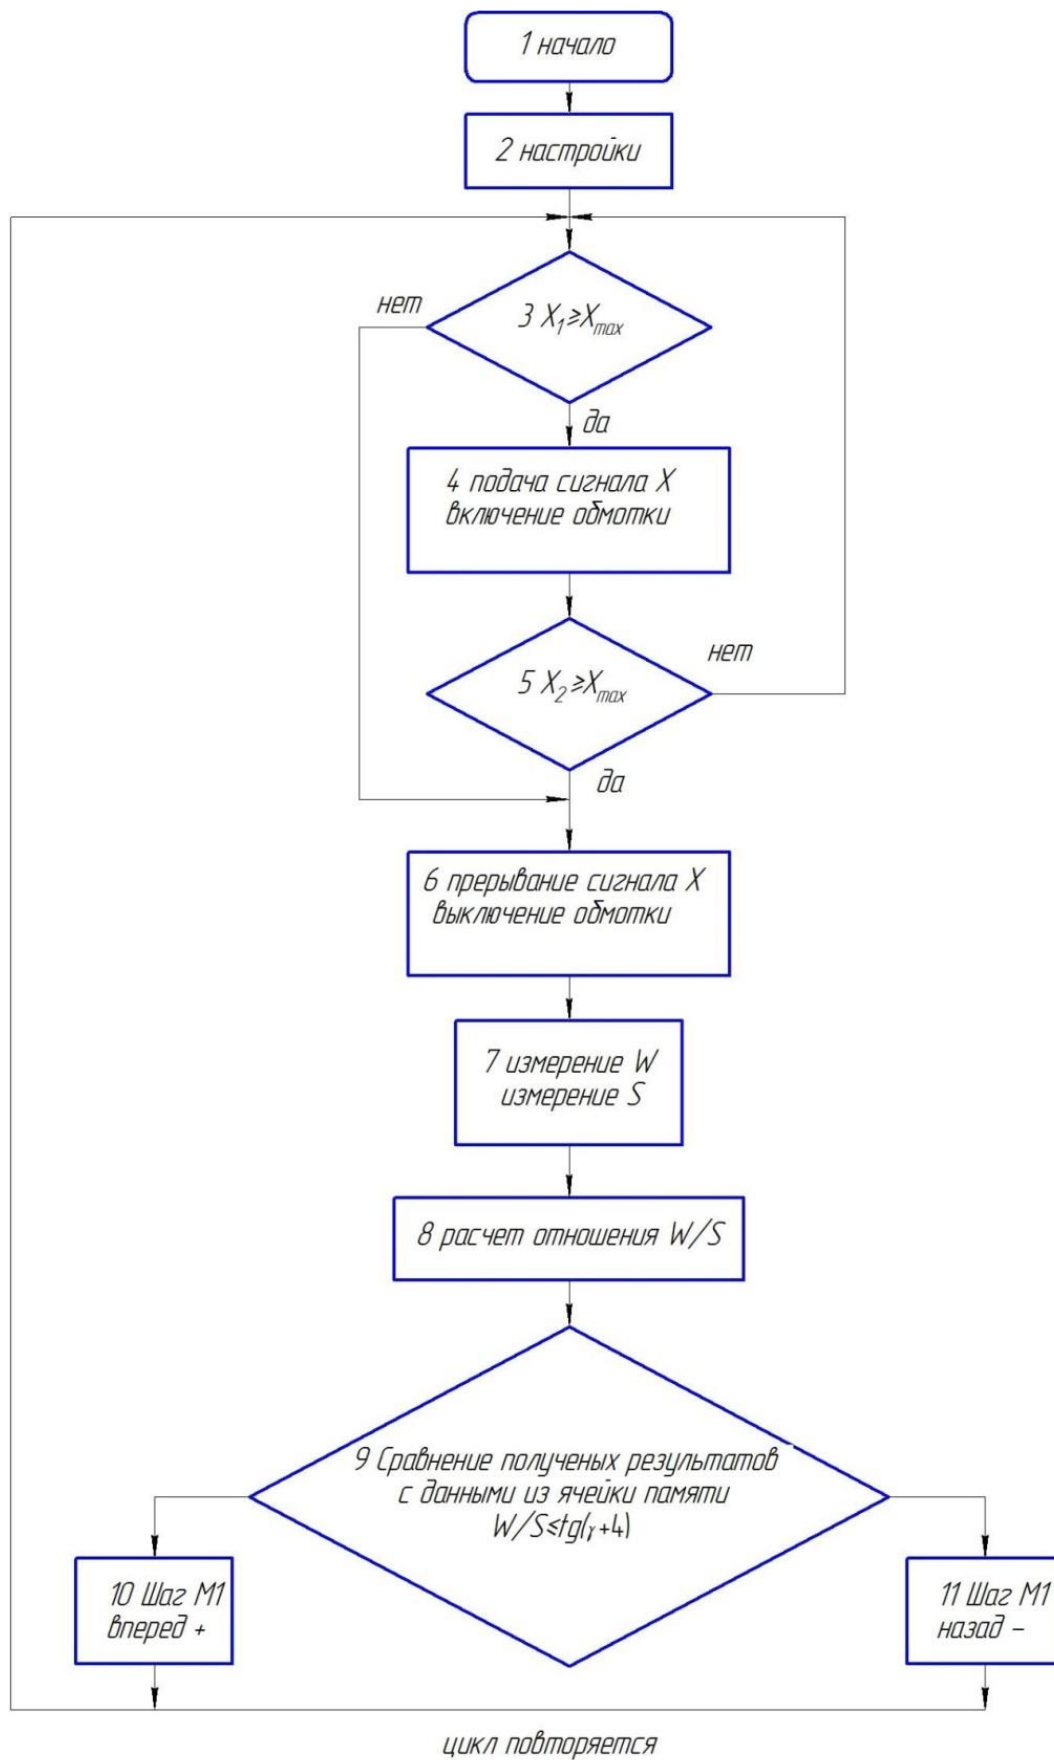 1 начало
2 настройки
нет
3 X₁≥Xmax
да
4 подача сигнала X
включение обмотки
нет
5 X₂≥Xmax
да
6 прерывание сигнала X
выключение обмотки
7 измерение W
измерение S
8 расчет отношения W/S
9 Сравнение полученых результатов
с данными из ячейки памяти
W/S≤tg(γ+4)
10 Шаг М1
вперед +
11 Шаг М1
назад –
цикл повторяется